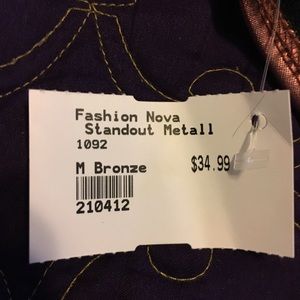 Fashion Nova
Standout Metall
1092
M Bronze $34.99
210412